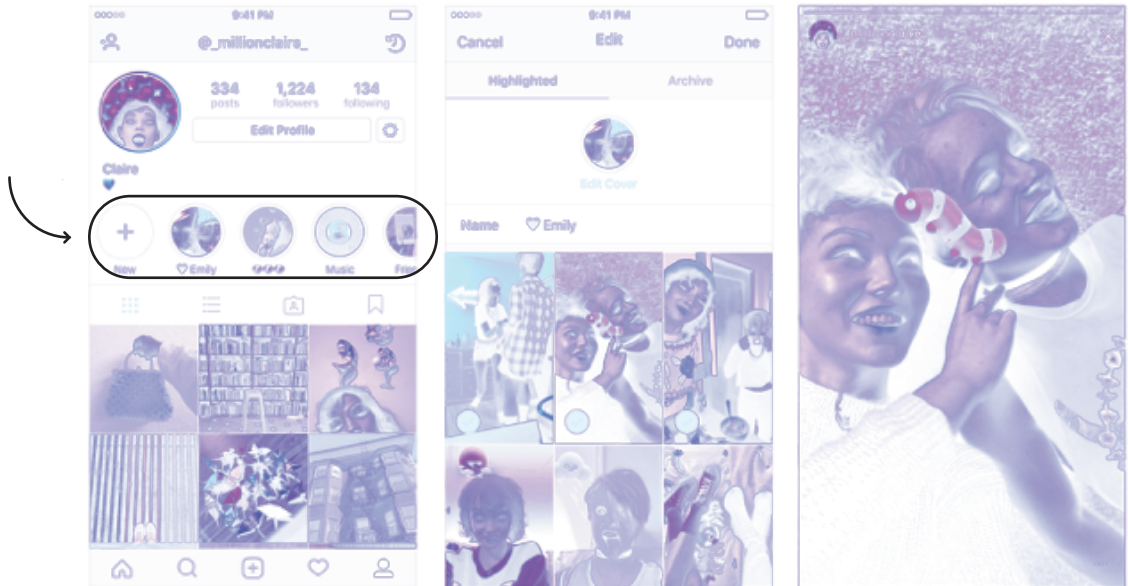 9:41 PM
@_millionclaire_
334 1,224 134
posts followers following
Edit Profile
Claire
New ♡ Emily Music
9:41 PM
Cancel Edit Done
Highlighted Archive
Edit Cover
Name ♡ Emily